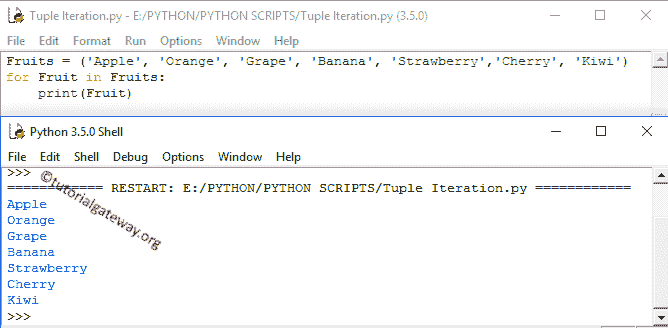 Tuple Iteration.py - E:/PYTHON/PYTHON SCRIPTS/Tuple Iteration.py (3.5.0)
File Edit Format Run Options Window Help
Fruits = ('Apple', 'Orange', 'Grape', 'Banana', 'Strawberry','Cherry', 'Kiwi')
for Fruit in Fruits:
    print(Fruit)
Python 3.5.0 Shell
File Edit Shell Debug Options Window Help
>>>
============ RESTART: E:/PYTHON/PYTHON SCRIPTS/Tuple Iteration.py ============
©tutorialgateway.org
Apple
Orange
Grape
Banana
Strawberry
Cherry
Kiwi
>>>